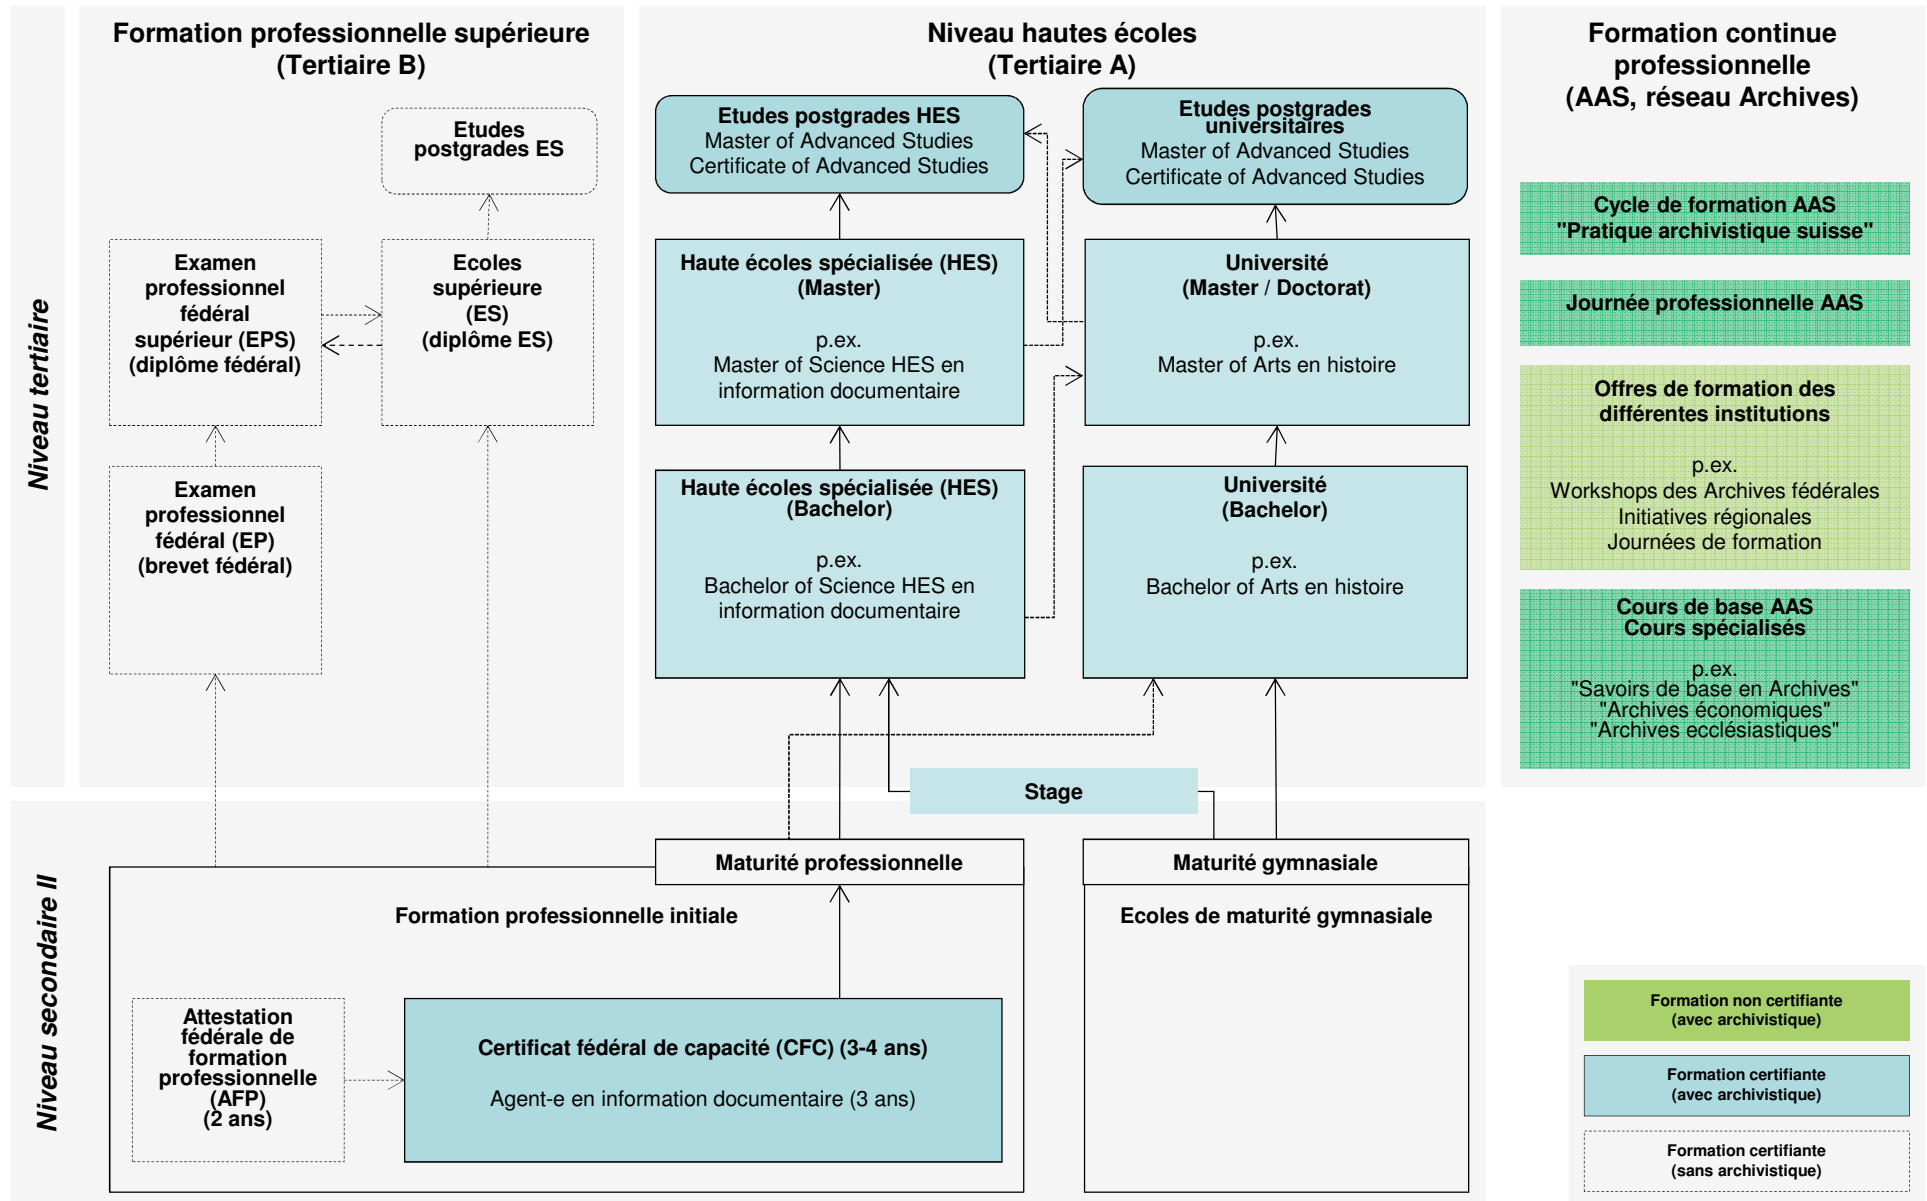 Formation professionnelle supérieure
(Tertiaire B)
Niveau hautes écoles
(Tertiaire A)
Formation continue
professionnelle
(AAS, réseau Archives)
Niveau tertiaire
Etudes
postgrades ES
Examen
professionnel
fédéral
supérieur (EPS)
(diplôme fédéral)
Ecoles
supérieure
(ES)
(diplôme ES)
Examen
professionnel
fédéral (EP)
(brevet fédéral)
Etudes postgrades HES
Master of Advanced Studies
Certificate of Advanced Studies
Etudes postgrades
universitaires
Master of Advanced Studies
Certificate of Advanced Studies
Haute écoles spécialisée (HES)
(Master)
p.ex.
Master of Science HES en
information documentaire
Université
(Master / Doctorat)
p.ex.
Master of Arts en histoire
Haute écoles spécialisée (HES)
(Bachelor)
p.ex.
Bachelor of Science HES en
information documentaire
Université
(Bachelor)
p.ex.
Bachelor of Arts en histoire
Stage
Cycle de formation AAS
"Pratique archivistique suisse"
Journée professionnelle AAS
Offres de formation des
différentes institutions
p.ex.
Workshops des Archives fédérales
Initiatives régionales
Journées de formation
Cours de base AAS
Cours spécialisés
p.ex.
"Savoirs de base en Archives"
"Archives économiques"
"Archives ecclésiastiques"
Niveau secondaire II
Maturité professionnelle
Maturité gymnasiale
Formation professionnelle initiale
Ecoles de maturité gymnasiale
Attestation
fédérale de
formation
professionnelle
(AFP)
(2 ans)
Certificat fédéral de capacité (CFC) (3-4 ans)
Agent-e en information documentaire (3 ans)
Formation non certifiante
(avec archivistique)
Formation certifiante
(avec archivistique)
Formation certifiante
(sans archivistique)